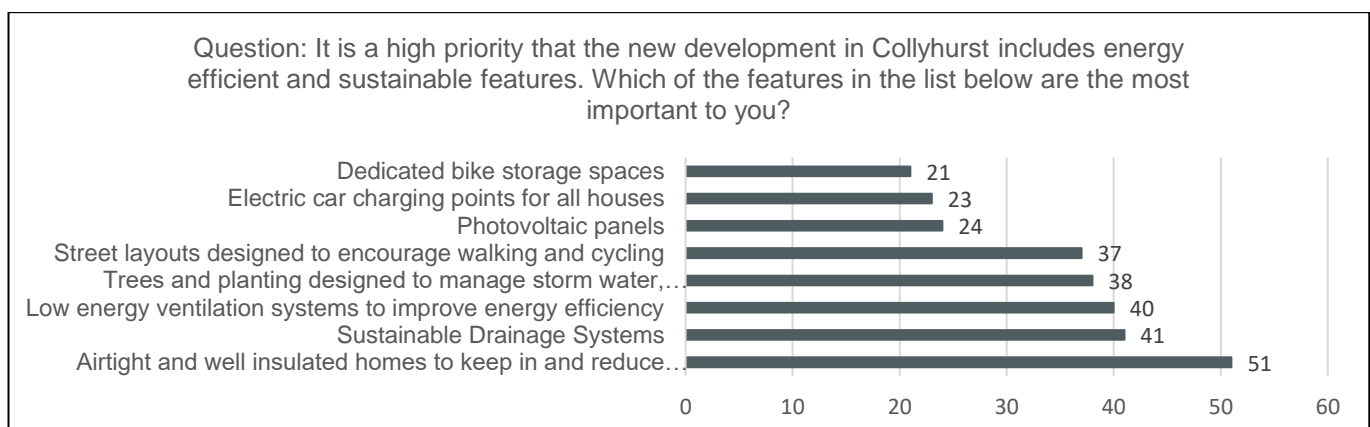 Question: It is a high priority that the new development in Collyhurst includes energy
efficient and sustainable features. Which of the features in the list below are the most
important to you?
Dedicated bike storage spaces 21
Electric car charging points for all houses 23
Photovoltaic panels 24
Street layouts designed to encourage walking and cycling 37
Trees and planting designed to manage storm water,… 38
Low energy ventilation systems to improve energy efficiency 40
Sustainable Drainage Systems 41
Airtight and well insulated homes to keep in and reduce… 51
0 10 20 30 40 50 60